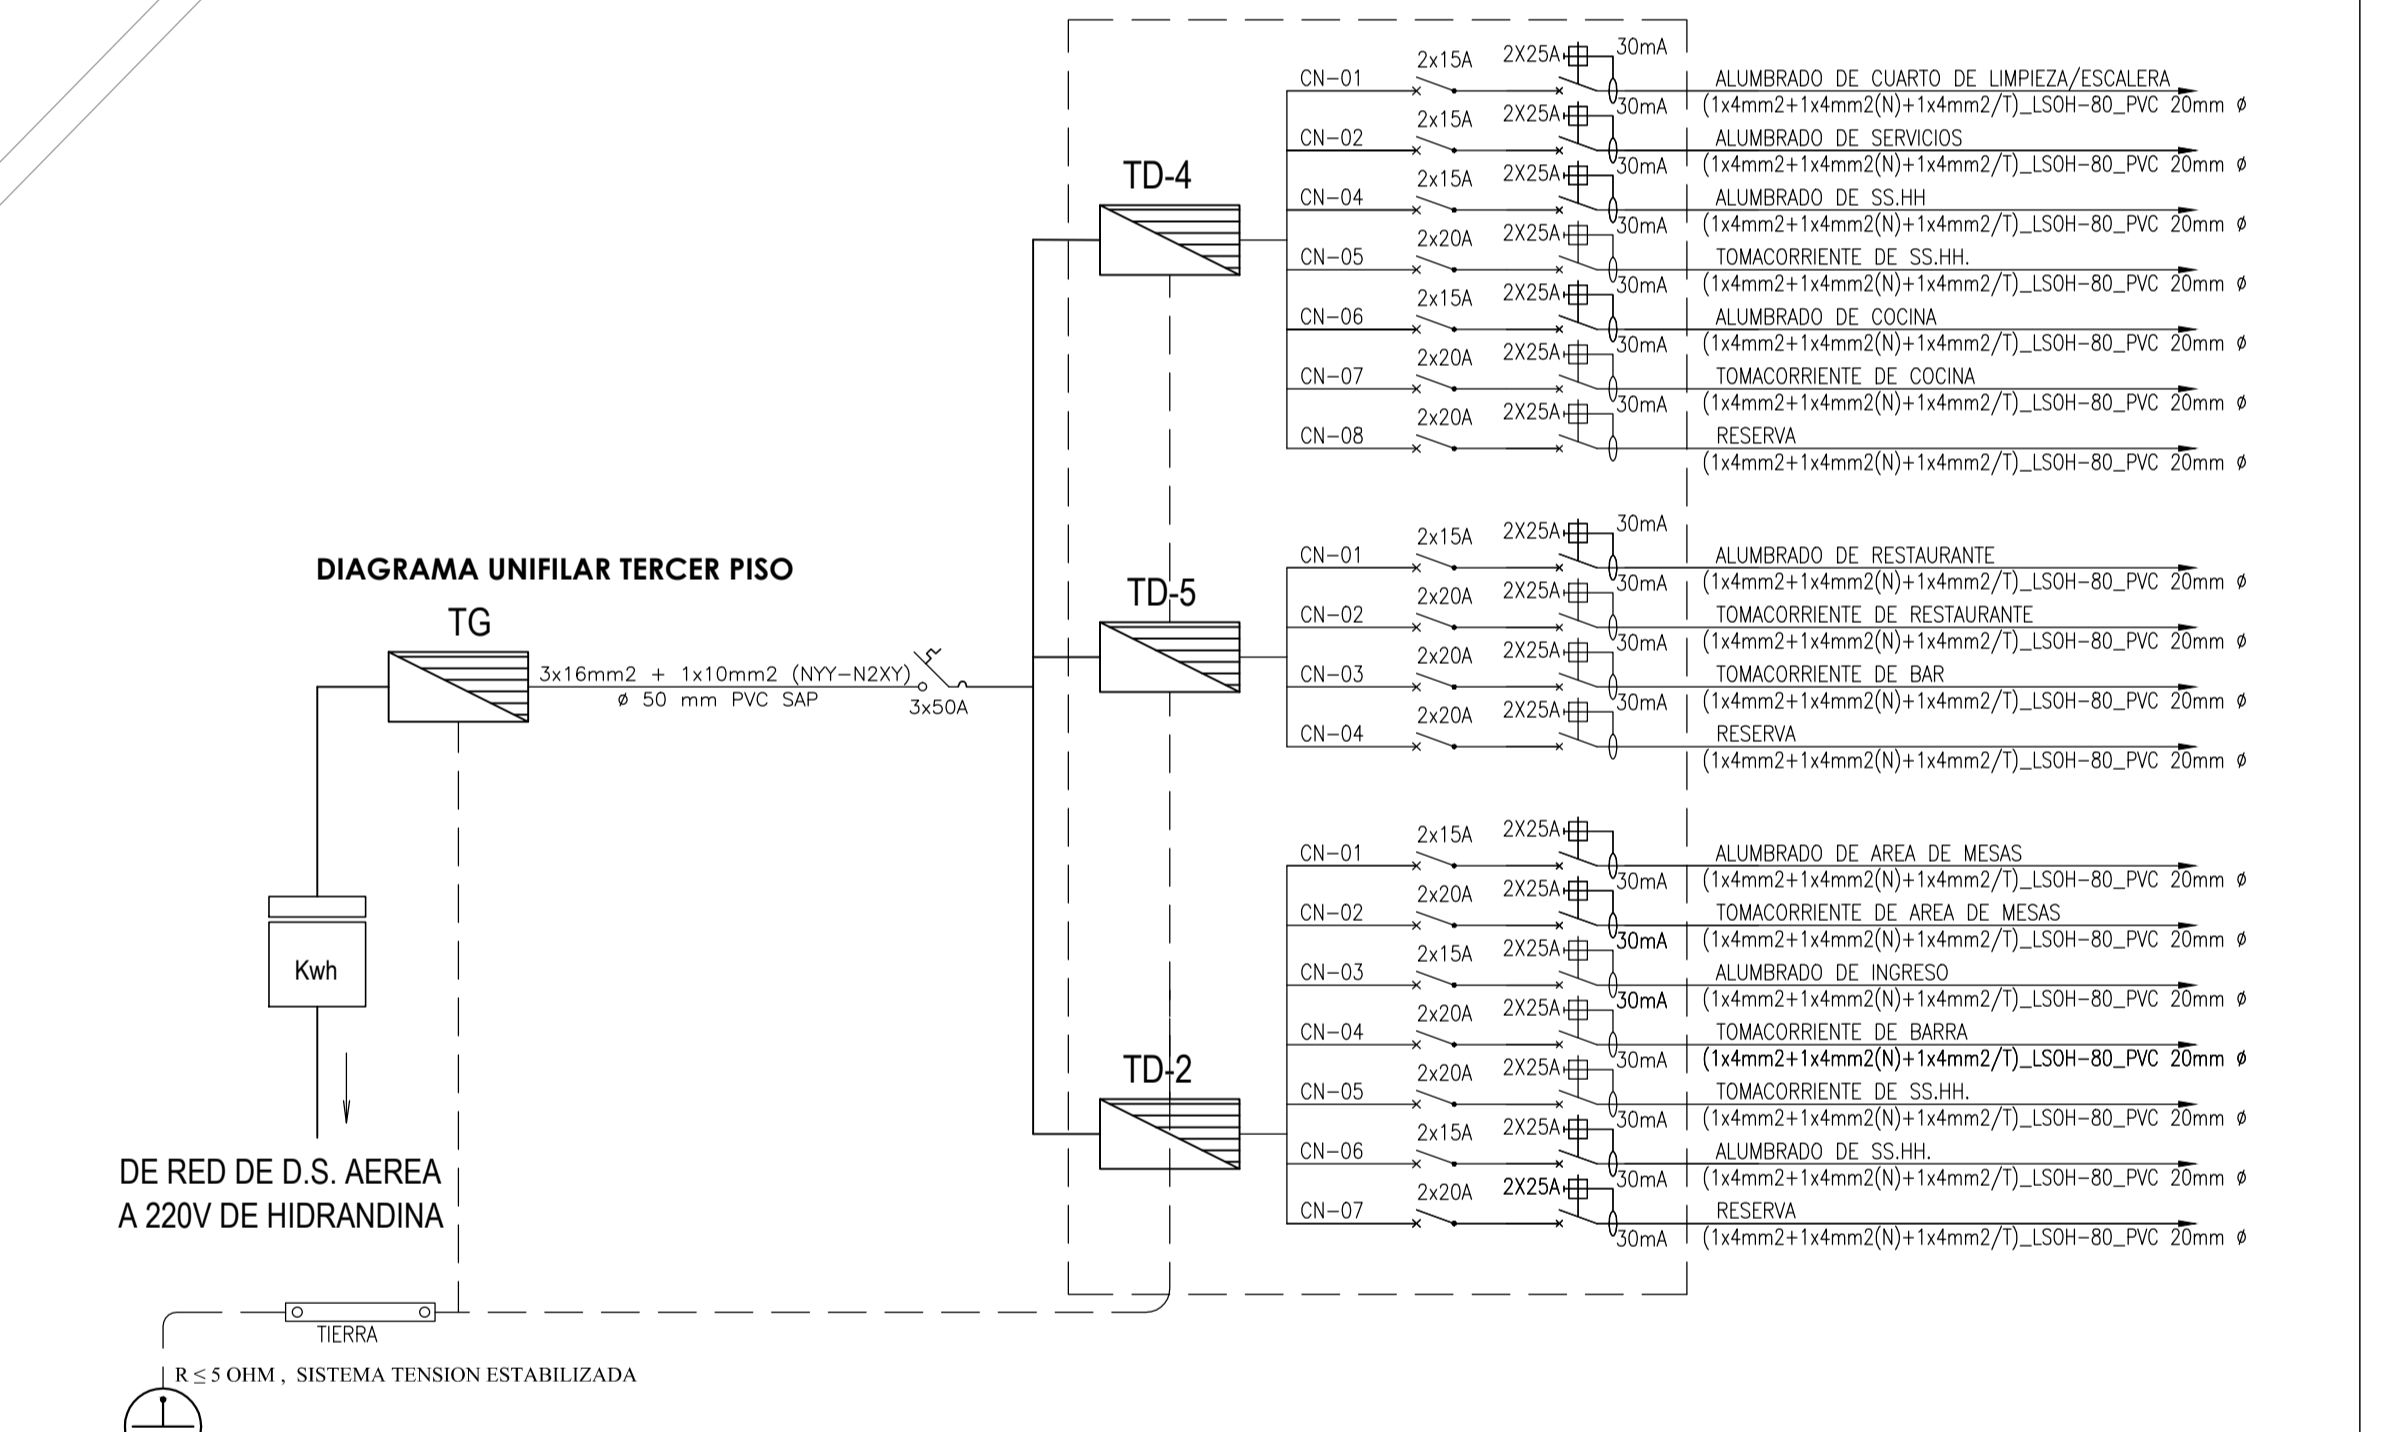 DIAGRAMA UNIFILAR TERCER PISO
TG
3x16mm2 + 1x10mm2 (NYY-N2XY)
ø 50 mm PVC SAP
3x50A
Kwh
DE RED DE D.S. AEREA
A 220V DE HIDRANDINA
TIERRA
R ≤ 5 OHM , SISTEMA TENSION ESTABILIZADA
TD-4
CN-01 2x15A 2X25A 30mA ALUMBRADO DE CUARTO DE LIMPIEZA/ESCALERA
(1x4mm2+1x4mm2(N)+1x4mm2/T)_LSOH-80_PVC 20mm ø
CN-02 2x15A 2X25A 30mA ALUMBRADO DE SERVICIOS
(1x4mm2+1x4mm2(N)+1x4mm2/T)_LSOH-80_PVC 20mm ø
CN-04 2x15A 2X25A 30mA ALUMBRADO DE SS.HH
(1x4mm2+1x4mm2(N)+1x4mm2/T)_LSOH-80_PVC 20mm ø
CN-05 2x20A 2X25A 30mA TOMACORRIENTE DE SS.HH.
(1x4mm2+1x4mm2(N)+1x4mm2/T)_LSOH-80_PVC 20mm ø
CN-06 2x15A 2X25A 30mA ALUMBRADO DE COCINA
(1x4mm2+1x4mm2(N)+1x4mm2/T)_LSOH-80_PVC 20mm ø
CN-07 2x20A 2X25A 30mA TOMACORRIENTE DE COCINA
(1x4mm2+1x4mm2(N)+1x4mm2/T)_LSOH-80_PVC 20mm ø
CN-08 2x20A 2X25A 30mA RESERVA
(1x4mm2+1x4mm2(N)+1x4mm2/T)_LSOH-80_PVC 20mm ø
TD-5
CN-01 2x15A 2X25A 30mA ALUMBRADO DE RESTAURANTE
(1x4mm2+1x4mm2(N)+1x4mm2/T)_LSOH-80_PVC 20mm ø
CN-02 2x20A 2X25A 30mA TOMACORRIENTE DE RESTAURANTE
(1x4mm2+1x4mm2(N)+1x4mm2/T)_LSOH-80_PVC 20mm ø
CN-03 2x20A 2X25A 30mA TOMACORRIENTE DE BAR
(1x4mm2+1x4mm2(N)+1x4mm2/T)_LSOH-80_PVC 20mm ø
CN-04 2x20A 2X25A 30mA RESERVA
(1x4mm2+1x4mm2(N)+1x4mm2/T)_LSOH-80_PVC 20mm ø
TD-2
CN-01 2x15A 2X25A ALUMBRADO DE AREA DE MESAS
30mA (1x4mm2+1x4mm2(N)+1x4mm2/T)_LSOH-80_PVC 20mm ø
CN-02 2x20A 2X25A TOMACORRIENTE DE AREA DE MESAS
30mA (1x4mm2+1x4mm2(N)+1x4mm2/T)_LSOH-80_PVC 20mm ø
CN-03 2x15A 2X25A ALUMBRADO DE INGRESO
30mA (1x4mm2+1x4mm2(N)+1x4mm2/T)_LSOH-80_PVC 20mm ø
CN-04 2x20A 2X25A TOMACORRIENTE DE BARRA
30mA (1x4mm2+1x4mm2(N)+1x4mm2/T)_LSOH-80_PVC 20mm ø
CN-05 2x20A 2X25A TOMACORRIENTE DE SS.HH.
30mA (1x4mm2+1x4mm2(N)+1x4mm2/T)_LSOH-80_PVC 20mm ø
CN-06 2x15A 2X25A ALUMBRADO DE SS.HH.
30mA (1x4mm2+1x4mm2(N)+1x4mm2/T)_LSOH-80_PVC 20mm ø
CN-07 2x20A 2X25A RESERVA
30mA (1x4mm2+1x4mm2(N)+1x4mm2/T)_LSOH-80_PVC 20mm ø